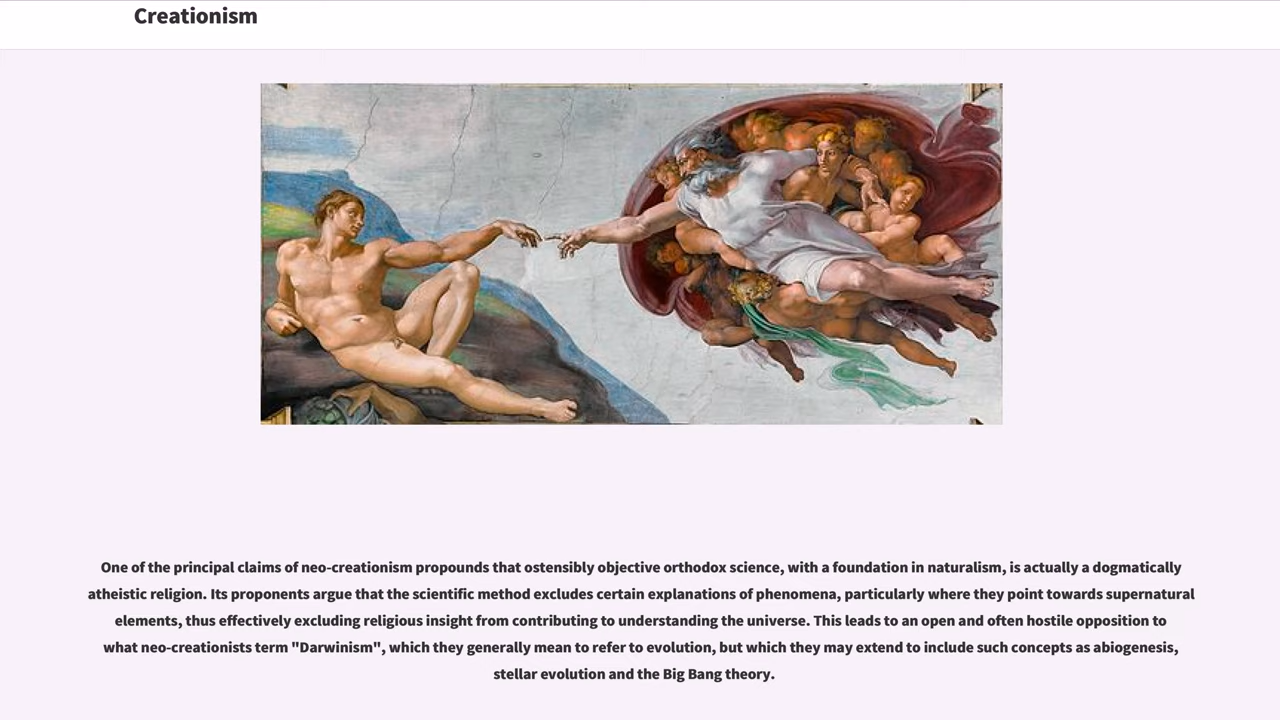 Creationism
One of the principal claims of neo-creationism propounds that ostensibly objective orthodox science, with a foundation in naturalism, is actually a dogmatically
atheistic religion. Its proponents argue that the scientific method excludes certain explanations of phenomena, particularly where they point towards supernatural
elements, thus effectively excluding religious insight from contributing to understanding the universe. This leads to an open and often hostile opposition to
what neo-creationists term "Darwinism", which they generally mean to refer to evolution, but which they may extend to include such concepts as abiogenesis,
stellar evolution and the Big Bang theory.